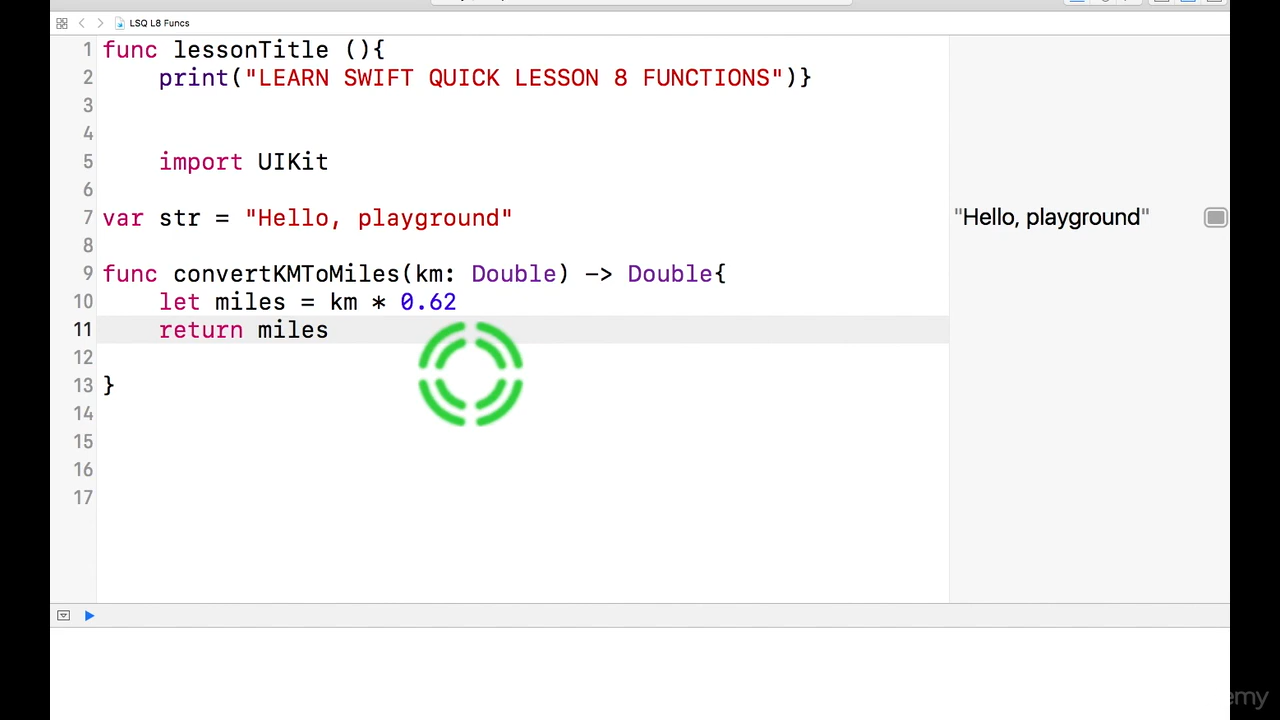 LSQ L8 Funcs
1 func lessonTitle (){
2 print("LEARN SWIFT QUICK LESSON 8 FUNCTIONS")}
3
4
5 import UIKit
6
7 var str = "Hello, playground" "Hello, playground"
8
9 func convertKMToMiles(km: Double) -> Double{
10 let miles = km * 0.62
11 return miles
12
13 }
14
15
16
17